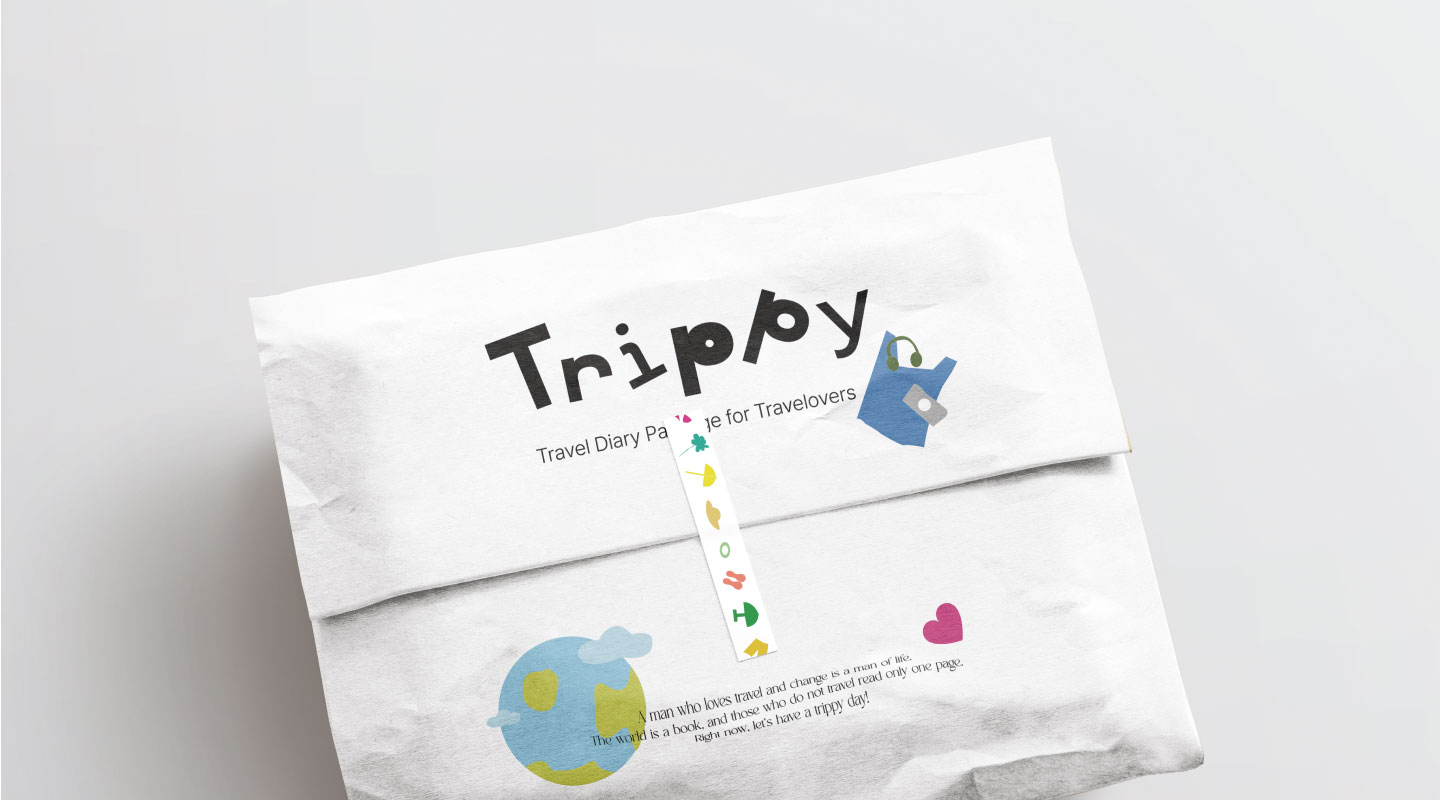 Trippy
Travel Diary Pa ge for Travelovers
A man who loves travel and change is a man of life.
The world is a book, and those who do not travel read only one page.
Right now, let's have a trippy day!